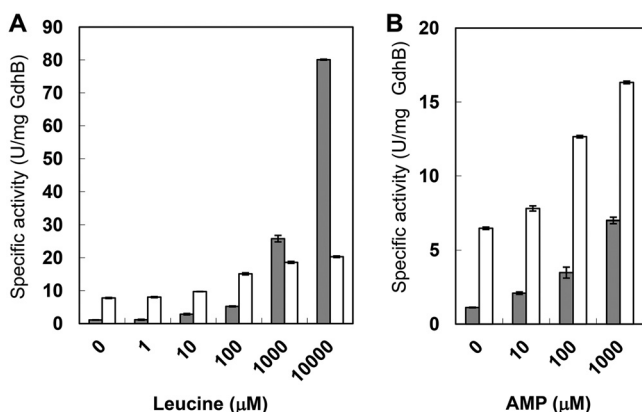 A
Specific activity (U/mg GdhB)
90
80
70
60
50
40
30
20
10
0
0 1 10 100 1000 10000
Leucine (μM)
B
Specific activity (U/mg GdhB)
20
15
10
5
0
0 10 100 1000
AMP (μM)